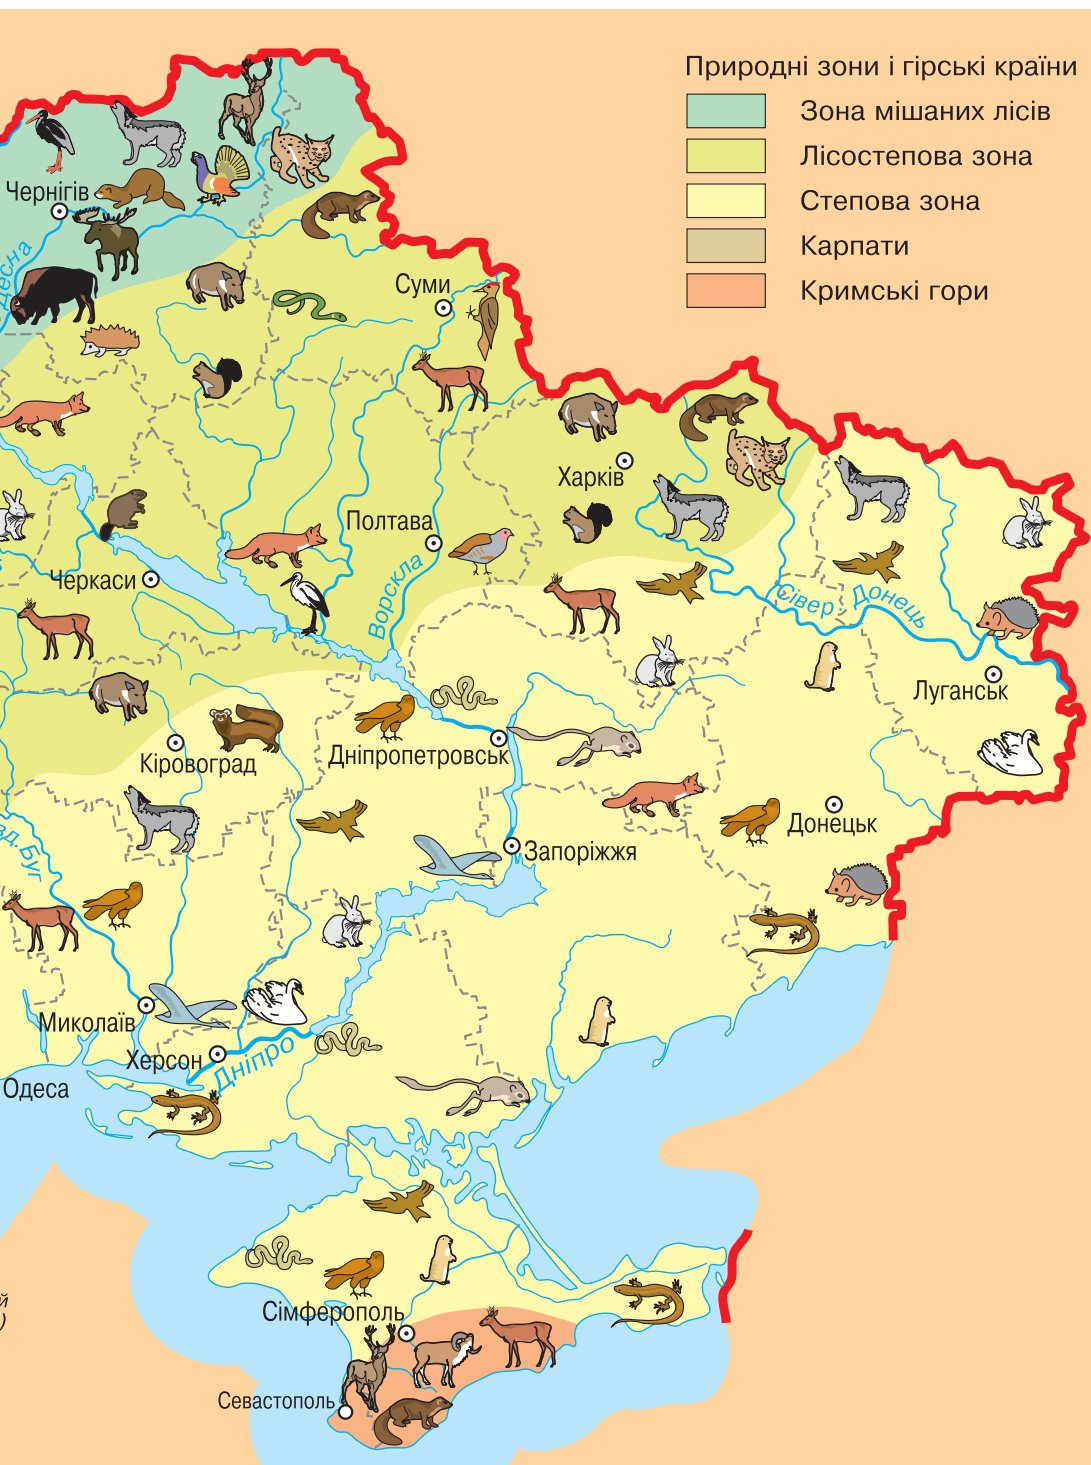 Природні зони і гірські країни
Зона мішаних лісів
Лісостепова зона
Степова зона
Карпати
Кримські гори
Чернігів
Десна
Суми
Харків
Полтава
Ворскла
Черкаси
Сівер. Донець
Луганськ
Кіровоград
Дніпропетровськ
Донецьк
Запоріжжя
Буг
Миколаїв
Херсон
Дніпро
Одеса
Сімферополь
Севастополь